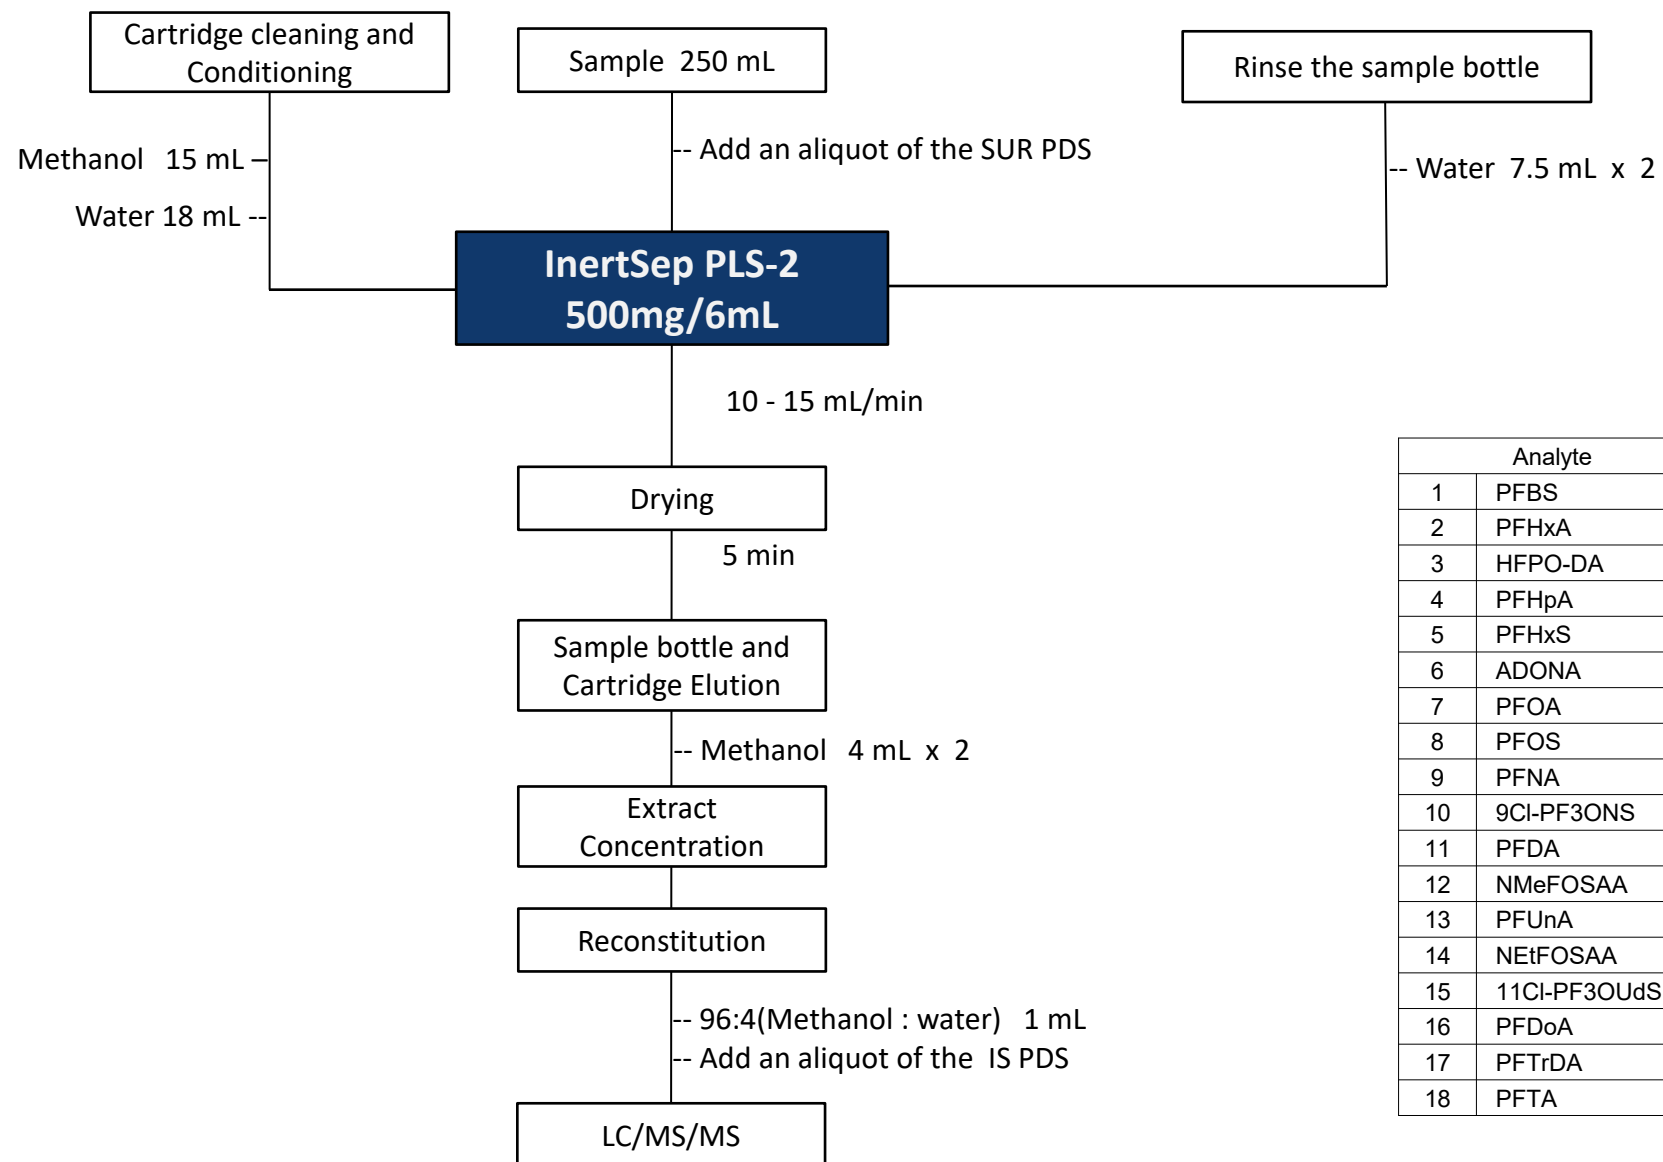 Cartridge cleaning and
Conditioning
Sample 250 mL
Rinse the sample bottle
Methanol 15 mL –
Water 18 mL --
-- Add an aliquot of the SUR PDS
-- Water 7.5 mL x 2
InertSep PLS-2
500mg/6mL
10 - 15 mL/min
Drying
5 min
Sample bottle and
Cartridge Elution
-- Methanol 4 mL x 2
Extract
Concentration
Reconstitution
-- 96:4(Methanol : water) 1 mL
-- Add an aliquot of the IS PDS
LC/MS/MS
Analyte
1 PFBS
2 PFHxA
3 HFPO-DA
4 PFHpA
5 PFHxS
6 ADONA
7 PFOA
8 PFOS
9 PFNA
10 9Cl-PF3ONS
11 PFDA
12 NMeFOSAA
13 PFUnA
14 NEtFOSAA
15 11Cl-PF3OUdS
16 PFDoA
17 PFTrDA
18 PFTA